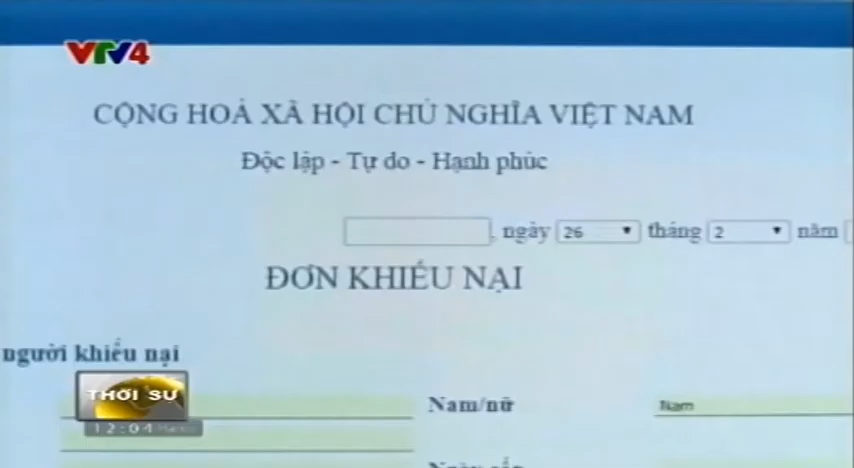 VTV4
CỘNG HOÀ XÃ HỘI CHỦ NGHĨA VIỆT NAM
Độc lập - Tự do - Hạnh phúc
, ngày 26 tháng 2 năm
ĐƠN KHIẾU NẠI
người khiếu nại
THỜI SỰ
Nam/nữ Nam
12:04